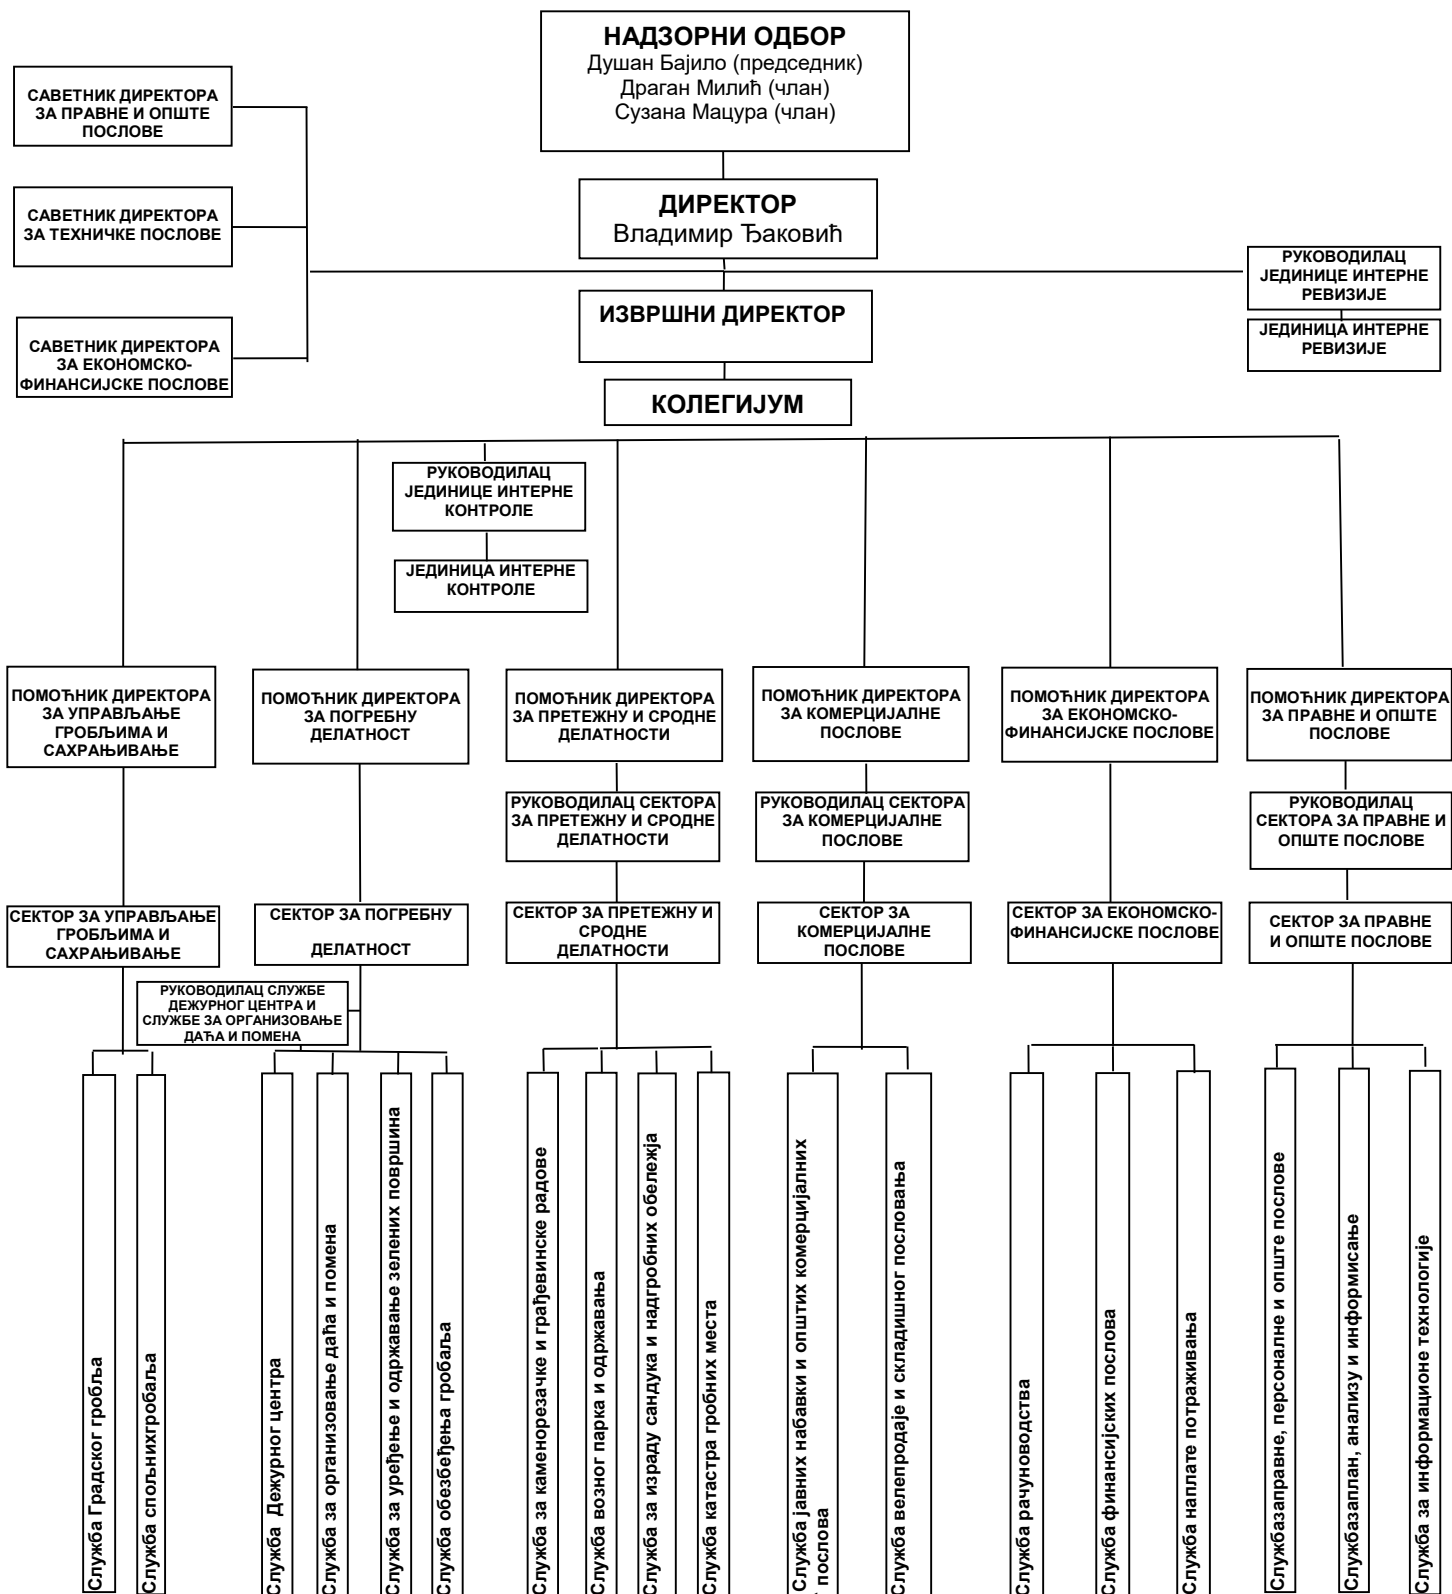 НАДЗОРНИ ОДБОР
Душан Бајило (председник)
Драган Милић (члан)
Сузана Мацура (члан)
САВЕТНИК ДИРЕКТОРА
ЗА ПРАВНЕ И ОПШТЕ
ПОСЛОВЕ
ДИРЕКТОР
Владимир Ђаковић
САВЕТНИК ДИРЕКТОРА
ЗА ТЕХНИЧКЕ ПОСЛОВЕ
РУКОВОДИЛАЦ
ЈЕДИНИЦЕ ИНТЕРНЕ
РЕВИЗИЈЕ
ИЗВРШНИ ДИРЕКТОР
ЈЕДИНИЦА ИНТЕРНЕ
РЕВИЗИЈЕ
САВЕТНИК ДИРЕКТОРА
ЗА ЕКОНОМСКО-
ФИНАНСИЈСКЕ ПОСЛОВЕ
КОЛЕГИЈУМ
РУКОВОДИЛАЦ
ЈЕДИНИЦЕ ИНТЕРНЕ
КОНТРОЛЕ
ЈЕДИНИЦА ИНТЕРНЕ
КОНТРОЛЕ
ПОМОЋНИК ДИРЕКТОРА
ЗА УПРАВЉАЊЕ
ГРОБЉИМА И
САХРАЊИВАЊЕ
ПОМОЋНИК ДИРЕКТОРА
ЗА ПОГРЕБНУ
ДЕЛАТНОСТ
ПОМОЋНИК ДИРЕКТОРА
ЗА ПРЕТЕЖНУ И СРОДНЕ
ДЕЛАТНОСТИ
ПОМОЋНИК ДИРЕКТОРА
ЗА КОМЕРЦИЈАЛНЕ
ПОСЛОВЕ
ПОМОЋНИК ДИРЕКТОРА
ЗА ЕКОНОМСКО-
ФИНАНСИЈСКЕ ПОСЛОВЕ
ПОМОЋНИК ДИРЕКТОРА
ЗА ПРАВНЕ И ОПШТЕ
ПОСЛОВЕ
РУКОВОДИЛАЦ СЕКТОРА
ЗА ПРЕТЕЖНУ И СРОДНЕ
ДЕЛАТНОСТИ
РУКОВОДИЛАЦ СЕКТОРА
ЗА КОМЕРЦИЈАЛНЕ
ПОСЛОВЕ
РУКОВОДИЛАЦ
СЕКТОРА ЗА ПРАВНЕ И
ОПШТЕ ПОСЛОВЕ
СЕКТОР ЗА УПРАВЉАЊЕ
ГРОБЉИМА И
САХРАЊИВАЊЕ
СЕКТОР ЗА ПОГРЕБНУ
ДЕЛАТНОСТ
СЕКТОР ЗА ПРЕТЕЖНУ И
СРОДНЕ
ДЕЛАТНОСТИ
СЕКТОР ЗА
КОМЕРЦИЈАЛНЕ
ПОСЛОВЕ
СЕКТОР ЗА ЕКОНОМСКО-
ФИНАНСИЈСКЕ ПОСЛОВЕ
СЕКТОР ЗА ПРАВНЕ
И ОПШТЕ ПОСЛОВЕ
РУКОВОДИЛАЦ СЛУЖБЕ
ДЕЖУРНОГ ЦЕНТРА И
СЛУЖБЕ ЗА ОРГАНИЗОВАЊЕ
ДАЋА И ПОМЕНА
Служба Градског гробља
Служба спољнихгробаља
Служба Дежурног центра
Служба за организовање даћа и помена
Служба за уређење и одржавање зелених површина
Служба обезбеђења гробаља
Служба за каменорезачке и грађевинске радове
Служба возног парка и одржавања
Служба за израду сандука и надгробних обележја
Служба катастра гробних места
Служба јавних набавки и општих комерцијалних
послова
Служба велепродаје и складишног пословања
Служба рачуноводства
Служба финансијских послова
Служба наплате потраживања
Службазаправне, персоналне и опште послове
Службазаплан, анализу и информисање
Служба за информационе технологије